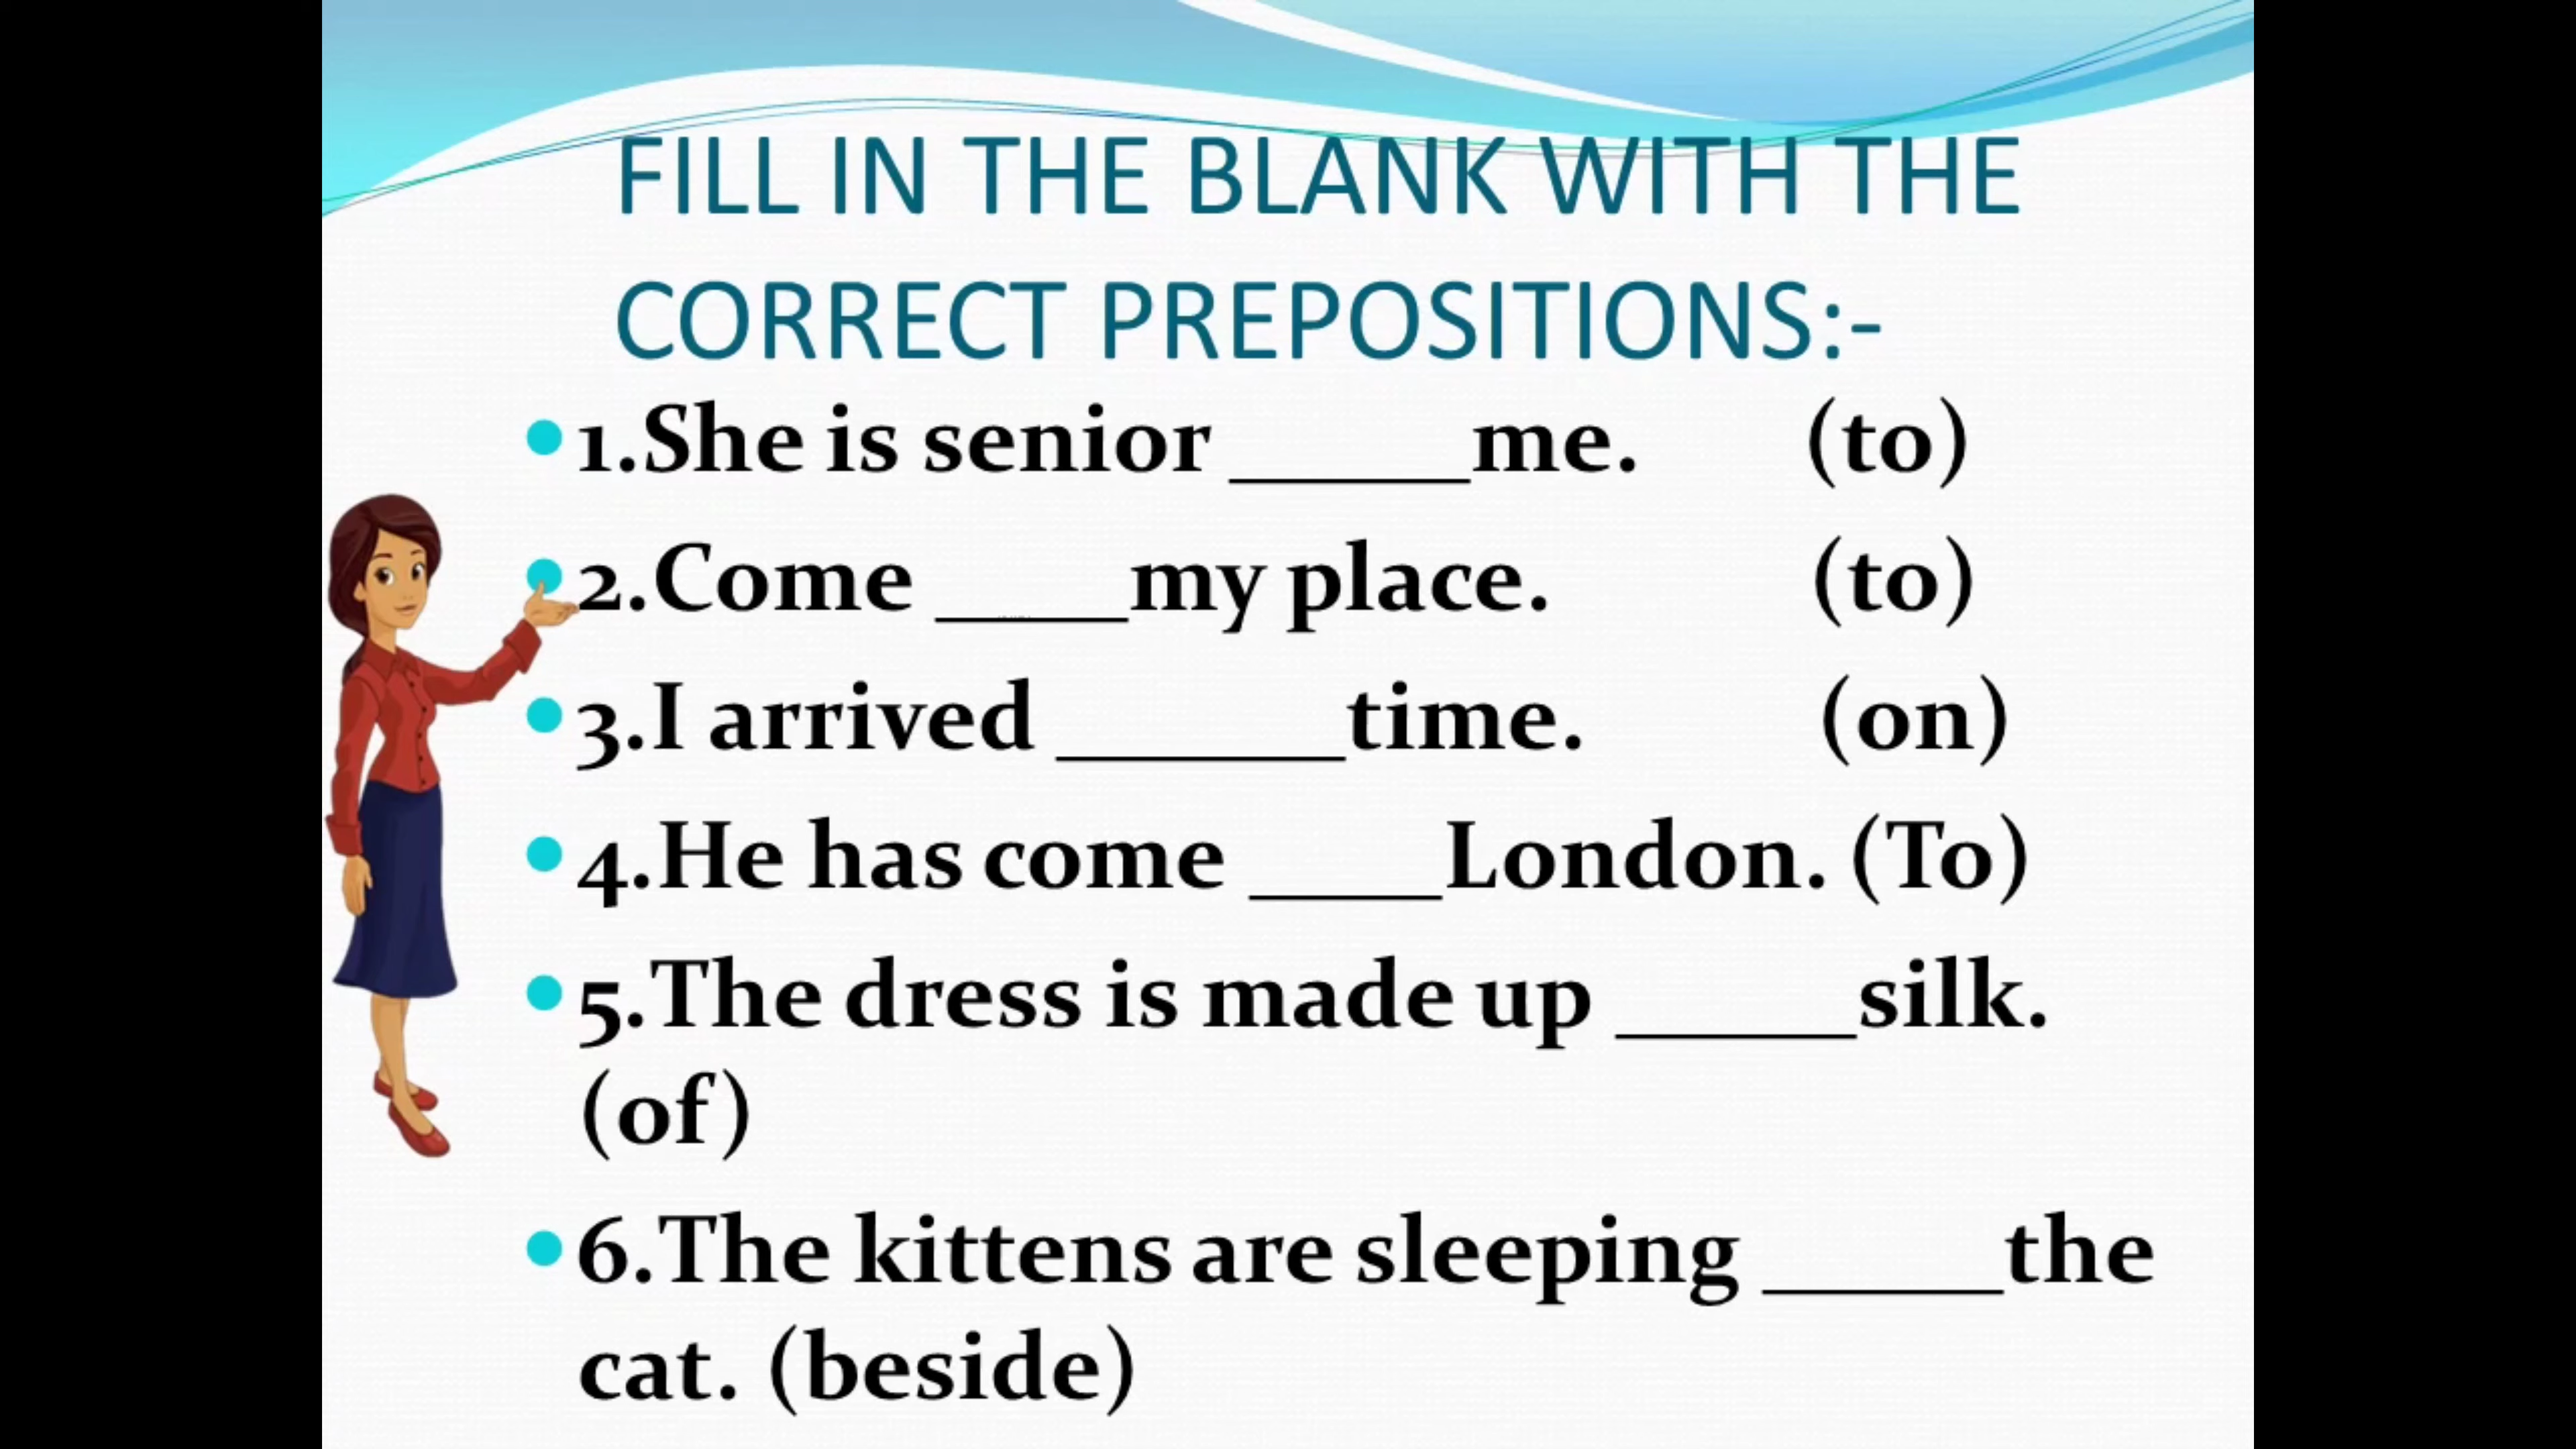 FILL IN THE BLANK WITH THE
CORRECT PREPOSITIONS:-
1.She is senior _____me. (to)
2.Come ____my place. (to)
3.I arrived ______time. (on)
4.He has come ____London. (To)
5.The dress is made up _____silk.
(of)
6.The kittens are sleeping _____the
cat. (beside)